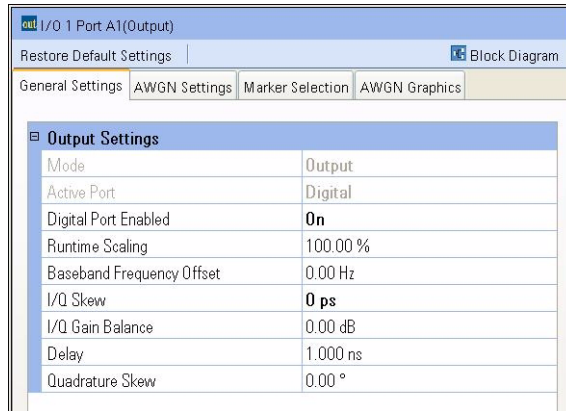 out I/O 1 Port A1(Output)
Restore Default Settings Block Diagram
General Settings AWGN Settings Marker Selection AWGN Graphics
Output Settings
Mode Output
Active Port Digital
Digital Port Enabled On
Runtime Scaling 100.00 %
Baseband Frequency Offset 0.00 Hz
I/Q Skew 0 ps
I/Q Gain Balance 0.00 dB
Delay 1.000 ns
Quadrature Skew 0.00 °